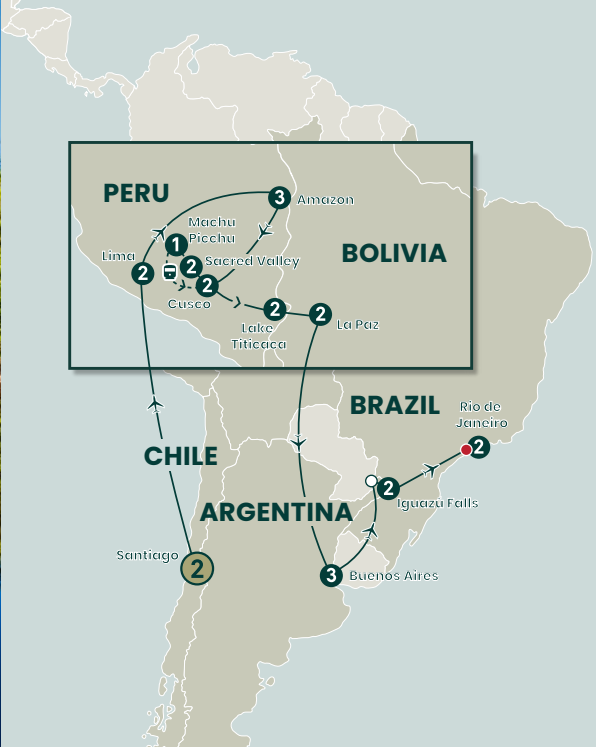 PERU
3
Amazon
Machu
Picchu
1
BOLIVIA
Lima
2
2
Sacred Valley
2
Cusco
2
Lake
Titicaca
2
La Paz
BRAZIL
Rio de
Janeiro
2
CHILE
2
Iguazú Falls
ARGENTINA
Santiago
2
3
Buenos Aires